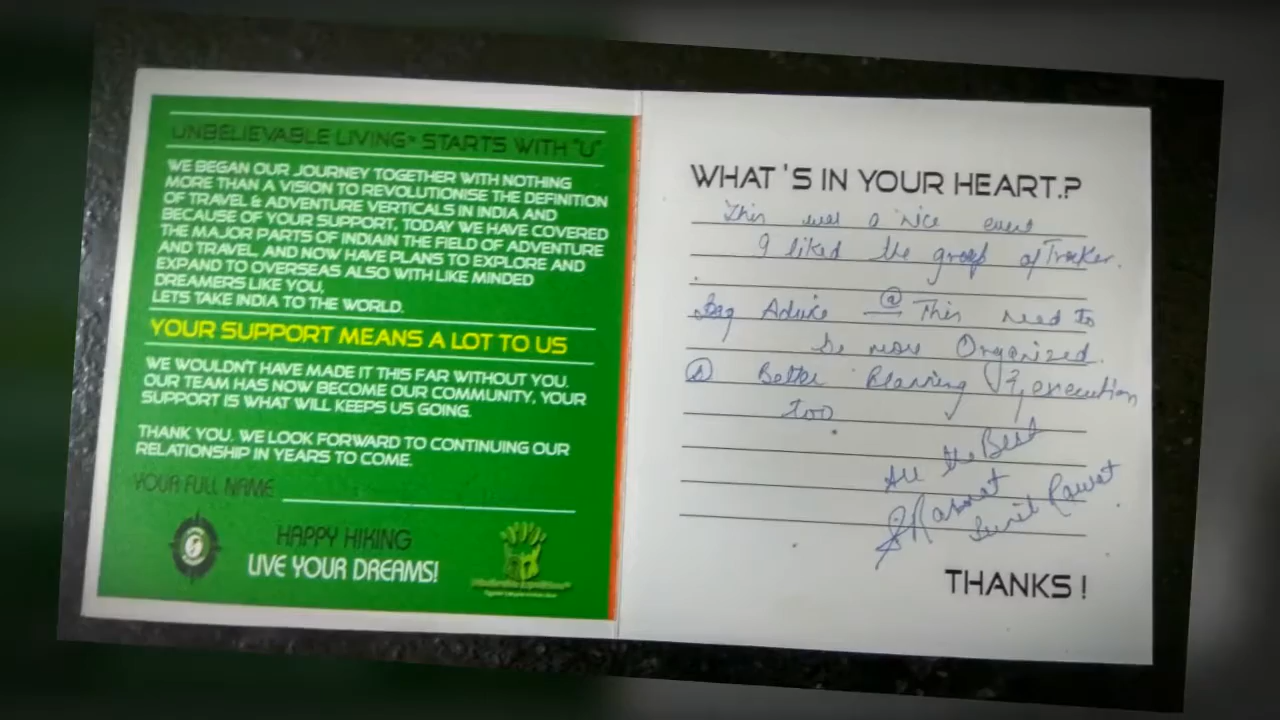 UNBELIEVABLE LIVING- STARTS WITH "U"
WE BEGAN OUR JOURNEY TOGETHER WITH NOTHING
MORE THAN A VISION TO REVOLUTIONISE THE DEFINITION
OF TRAVEL & ADVENTURE VERTICALS IN INDIA AND
BECAUSE OF YOUR SUPPORT, TODAY WE HAVE COVERED
THE MAJOR PARTS OF INDIAIN THE FIELD OF ADVENTURE
AND TRAVEL, AND NOW HAVE PLANS TO EXPLORE AND
EXPAND TO OVERSEAS ALSO WITH LIKE MINDED
DREAMERS LIKE YOU,
LETS TAKE INDIA TO THE WORLD.
YOUR SUPPORT MEANS A LOT TO US
WE WOULDN'T HAVE MADE IT THIS FAR WITHOUT YOU.
OUR TEAM HAS NOW BECOME OUR COMMUNITY, YOUR
SUPPORT IS WHAT WILL KEEPS US GOING.
THANK YOU. WE LOOK FORWARD TO CONTINUING OUR
RELATIONSHIP IN YEARS TO COME.
YOUR FULL NAME
HAPPY HIKING
LIVE YOUR DREAMS!
WHAT'S IN YOUR HEART.?
This was a nice event
I liked the group of Treker.
Advice @ This need to
be more Organized.
Better Planning & execution
too
All the Best
SRawat
Sunil Rawat
THANKS !